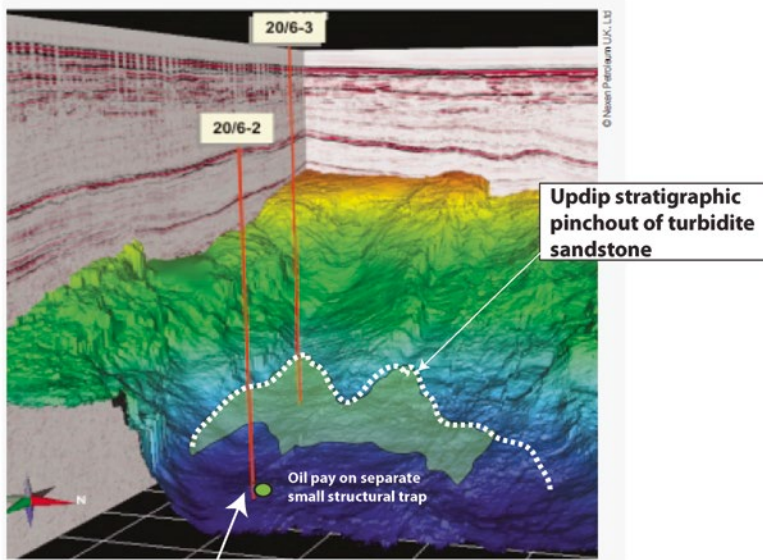 20/6-3
© Nexen Petroleum U.K. Ltd
20/6-2
Updip stratigraphic
pinchout of turbidite
sandstone
Oil pay on separate
small structural trap
N